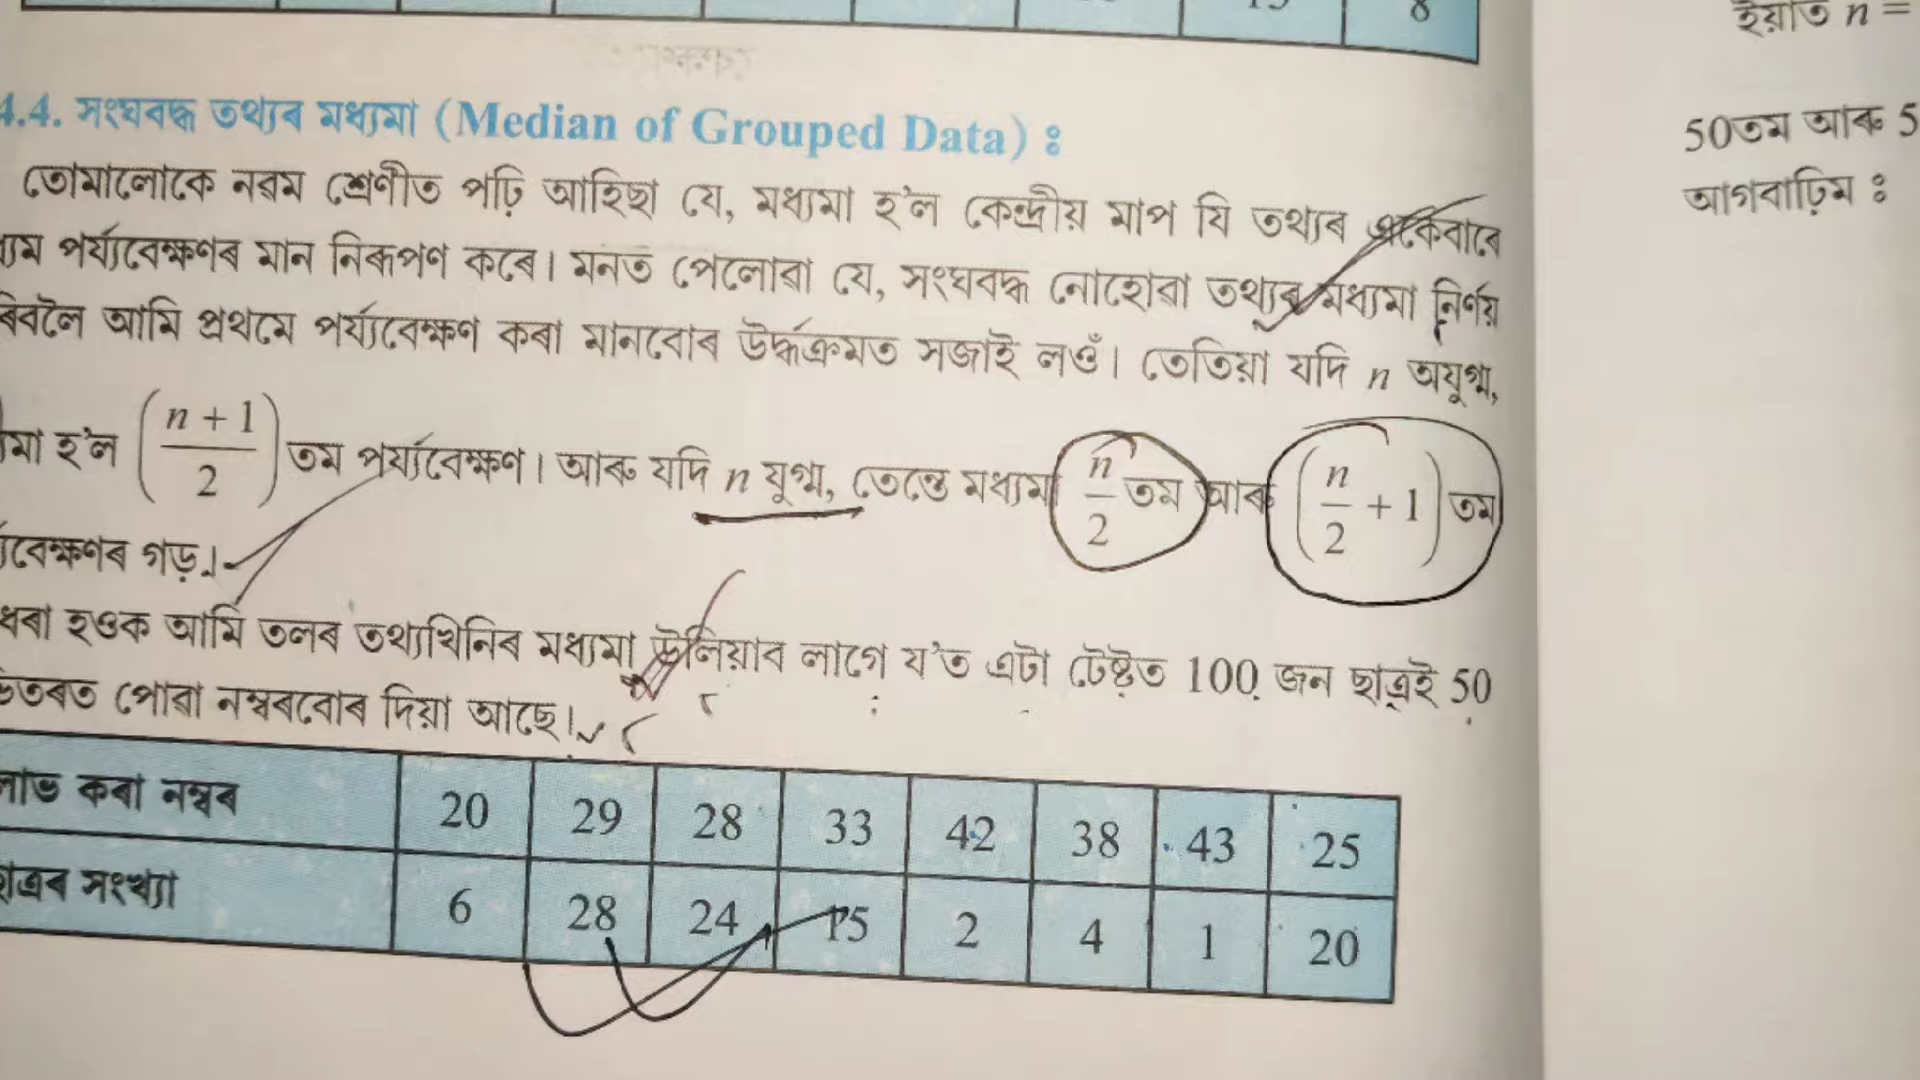 8
ইয়াত n =
4.4. সংঘবদ্ধ তথ্যৰ মধ্যমা (Median of Grouped Data) :
তোমালোকে নৱম শ্ৰেণীত পঢ়ি আহিছা যে, মধ্যমা হ'ল কেন্দ্ৰীয় মাপ যি তথ্যৰ একেবাৰে
পৰ্য্যবেক্ষণৰ মান নিৰূপণ কৰে। মনত পেলোৱা যে, সংঘবদ্ধ নোহোৱা তথ্যৰ মধ্যমা নিৰ্ণয়
আমি প্ৰথমে পৰ্য্যবেক্ষণ কৰা মানবোৰ উৰ্দ্ধক্ৰমত সজাই লওঁ। তেতিয়া যদি n অযুগ্ম,
হ'ল (n + 1 / 2) তম পৰ্য্যবেক্ষণ। আৰু যদি n যুগ্ম, তেন্তে মধ্যমা n/2 তম আৰু (n/2 + 1) তম
গড়।
ধৰা হওক আমি তলৰ তথ্যখিনিৰ মধ্যমা উলিয়াব লাগে য'ত এটা টেষ্টত 100 জন ছাত্ৰই 50
পোৱা নম্বৰবোৰ দিয়া আছে।
কৰা নম্বৰ 20 29 28 33 42 38 43 25
সংখ্যা 6 28 24 15 2 4 1 20
50তম আৰু 5
আগবাঢ়িম :